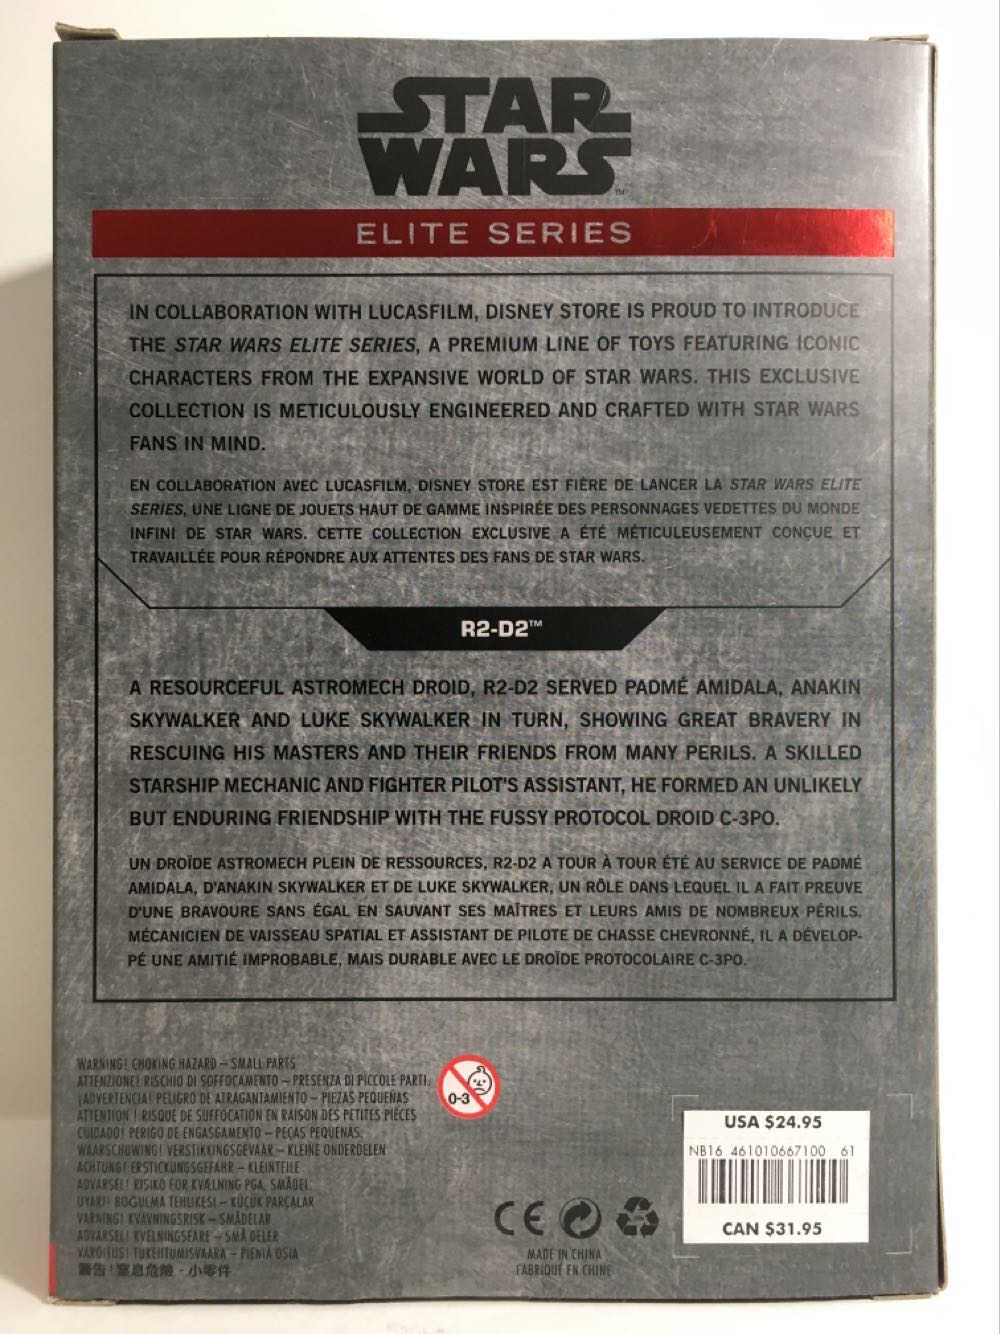 STAR
WARS™
ELITE SERIES
IN COLLABORATION WITH LUCASFILM, DISNEY STORE IS PROUD TO INTRODUCE
THE STAR WARS ELITE SERIES, A PREMIUM LINE OF TOYS FEATURING ICONIC
CHARACTERS FROM THE EXPANSIVE WORLD OF STAR WARS. THIS EXCLUSIVE
COLLECTION IS METICULOUSLY ENGINEERED AND CRAFTED WITH STAR WARS
FANS IN MIND.
EN COLLABORATION AVEC LUCASFILM, DISNEY STORE EST FIÈRE DE LANCER LA STAR WARS ELITE
SERIES, UNE LIGNE DE JOUETS HAUT DE GAMME INSPIRÉE DES PERSONNAGES VEDETTES DU MONDE
INFINI DE STAR WARS. CETTE COLLECTION EXCLUSIVE A ÉTÉ MÉTICULEUSEMENT CONÇUE ET
TRAVAILLÉE POUR RÉPONDRE AUX ATTENTES DES FANS DE STAR WARS.
R2-D2™
A RESOURCEFUL ASTROMECH DROID, R2-D2 SERVED PADMÉ AMIDALA, ANAKIN
SKYWALKER AND LUKE SKYWALKER IN TURN, SHOWING GREAT BRAVERY IN
RESCUING HIS MASTERS AND THEIR FRIENDS FROM MANY PERILS. A SKILLED
STARSHIP MECHANIC AND FIGHTER PILOT'S ASSISTANT, HE FORMED AN UNLIKELY
BUT ENDURING FRIENDSHIP WITH THE FUSSY PROTOCOL DROID C-3PO.
UN DROÏDE ASTROMECH PLEIN DE RESSOURCES, R2-D2 A TOUR À TOUR ÉTÉ AU SERVICE DE PADMÉ
AMIDALA, D'ANAKIN SKYWALKER ET DE LUKE SKYWALKER, UN RÔLE DANS LEQUEL IL A FAIT PREUVE
D'UNE BRAVOURE SANS ÉGAL EN SAUVANT SES MAÎTRES ET LEURS AMIS DE NOMBREUX PÉRILS.
MÉCANICIEN DE VAISSEAU SPATIAL ET ASSISTANT DE PILOTE DE CHASSE CHEVRONNÉ, IL A DÉVELOP-
PÉ UNE AMITIÉ IMPROBABLE, MAIS DURABLE AVEC LE DROÏDE PROTOCOLAIRE C-3PO.
WARNING! CHOKING HAZARD – SMALL PARTS
ATTENZIONE! RISCHIO DI SOFFOCAMENTO – PRESENZA DI PICCOLE PARTI.
¡ADVERTENCIA! PELIGRO DE ATRAGANTAMIENTO – PIEZAS PEQUEÑAS
ATTENTION ! RISQUE DE SUFFOCATION EN RAISON DES PETITES PIÈCES
CUIDADO! PERIGO DE ENGASGAMENTO – PEÇAS PEQUENAS.
WAARSCHUWING! VERSTIKKINGSGEVAAR – KLEINE ONDERDELEN
ACHTUNG! ERSTICKUNGSGEFAHR – KLEINTEILE
ADVARSEL! RISIKO FOR KVÆLNING PGA. SMÅDEL
UYARI! BOĞULMA TEHLİKESİ – KÜÇÜK PARÇALAR
VARNING! KVÄVNINGSRISK – SMÅDELAR
ADVARSEL! KVELNINGSFARE – SMÅ DELER
VAROITUS! TUKEHTUMISVAARA – PIENIÄ OSIA
警告!窒息危險 - 小零件
0-3
CE
MADE IN CHINA
FABRIQUÉ EN CHINE
USA $24.95
NB16 461010667100 61
CAN $31.95